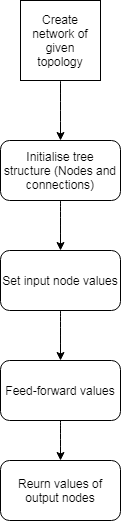 Create
network of
given
topology
Initialise tree
structure (Nodes and
connections)
Set input node values
Feed-forward values
Reurn values of
output nodes